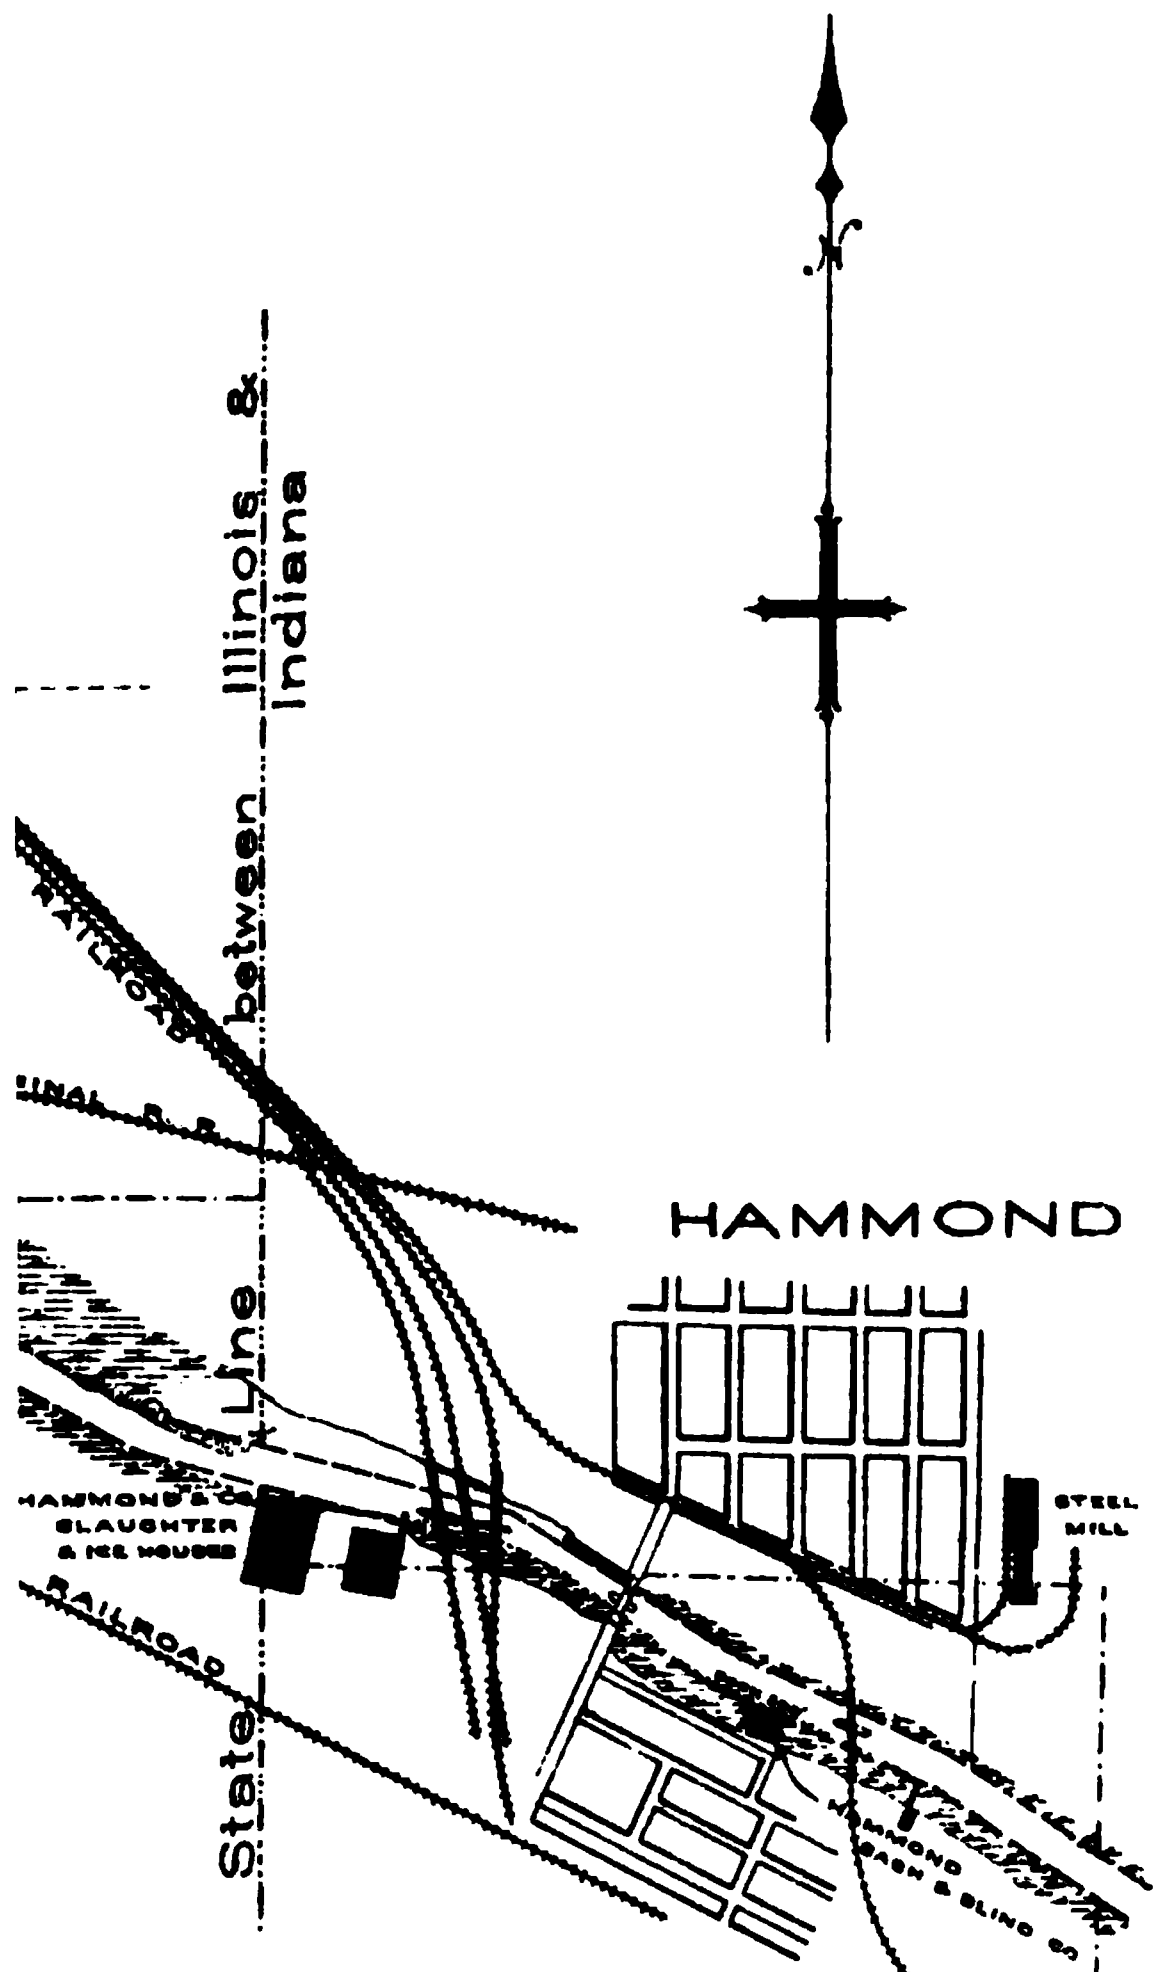 N
State Line between Illinois &
Indiana
RAILROAD
MINAL R. R.
HAMMOND
HAMMOND & CO
SLAUGHTER
& ICE HOUSES
STEEL
MILL
RAILROAD
HAMMOND
SASH & BLIND CO